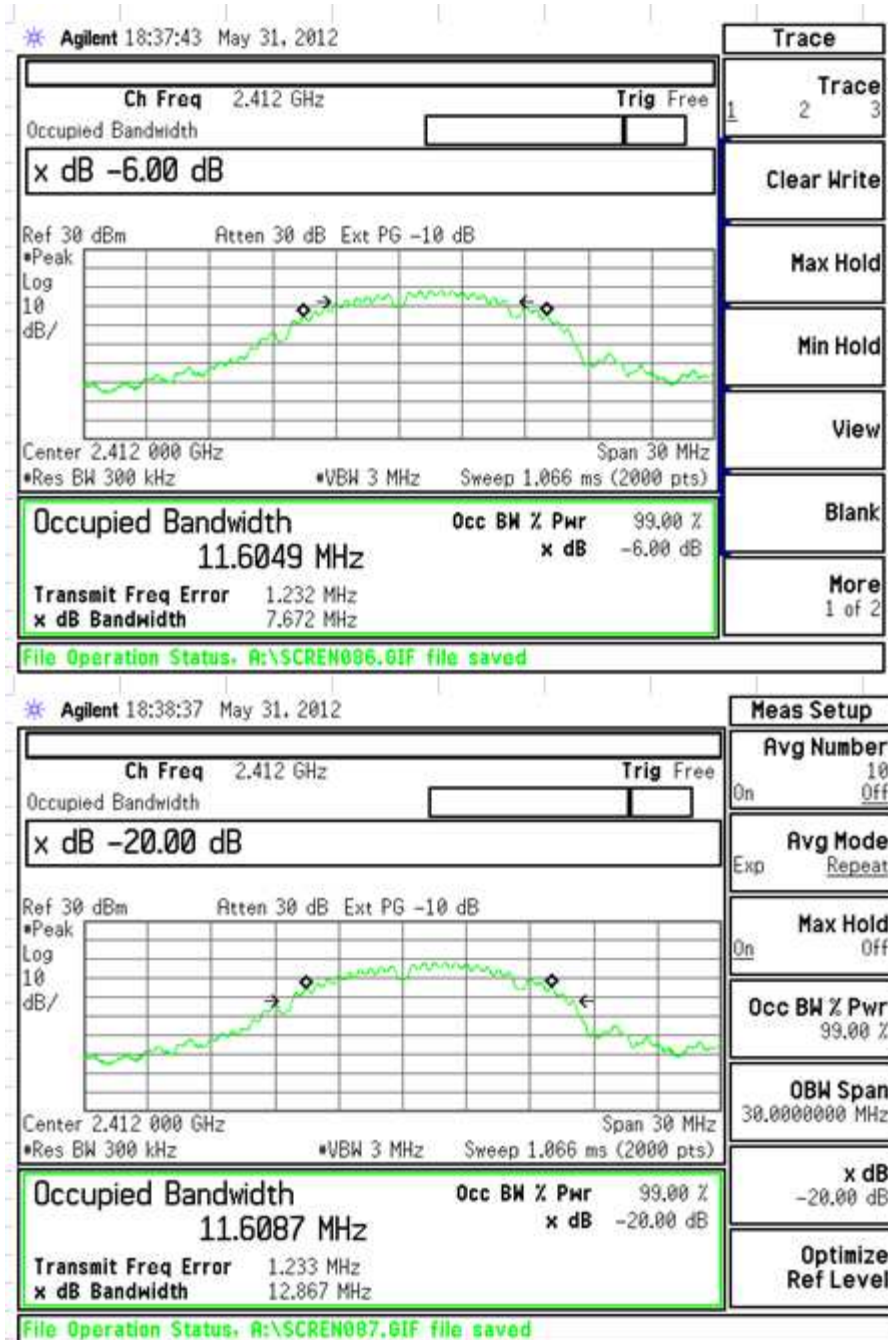 Agilent 18:37:43 May 31, 2012
Trace
Ch Freq 2.412 GHz Trig Free
Occupied Bandwidth
x dB -6.00 dB
Trace
1 2 3
Clear Write
Max Hold
Min Hold
View
Blank
More
1 of 2
Ref 30 dBm Atten 30 dB Ext PG -10 dB
*Peak
Log
10
dB/
Center 2.412 000 GHz Span 30 MHz
*Res BW 300 kHz *VBW 3 MHz Sweep 1.066 ms (2000 pts)
Occupied Bandwidth Occ BW % Pwr 99.00 %
11.6049 MHz x dB -6.00 dB
Transmit Freq Error 1.232 MHz
x dB Bandwidth 7.672 MHz
File Operation Status, A:\SCREN086.GIF file saved
Agilent 18:38:37 May 31, 2012
Meas Setup
Ch Freq 2.412 GHz Trig Free
Occupied Bandwidth
x dB -20.00 dB
Avg Number
10
On Off
Avg Mode
Exp Repeat
Max Hold
On Off
Occ BW % Pwr
99.00 %
OBW Span
30.0000000 MHz
x dB
-20.00 dB
Optimize
Ref Level
Ref 30 dBm Atten 30 dB Ext PG -10 dB
*Peak
Log
10
dB/
Center 2.412 000 GHz Span 30 MHz
*Res BW 300 kHz *VBW 3 MHz Sweep 1.066 ms (2000 pts)
Occupied Bandwidth Occ BW % Pwr 99.00 %
11.6087 MHz x dB -20.00 dB
Transmit Freq Error 1.233 MHz
x dB Bandwidth 12.867 MHz
File Operation Status, A:\SCREN087.GIF file saved